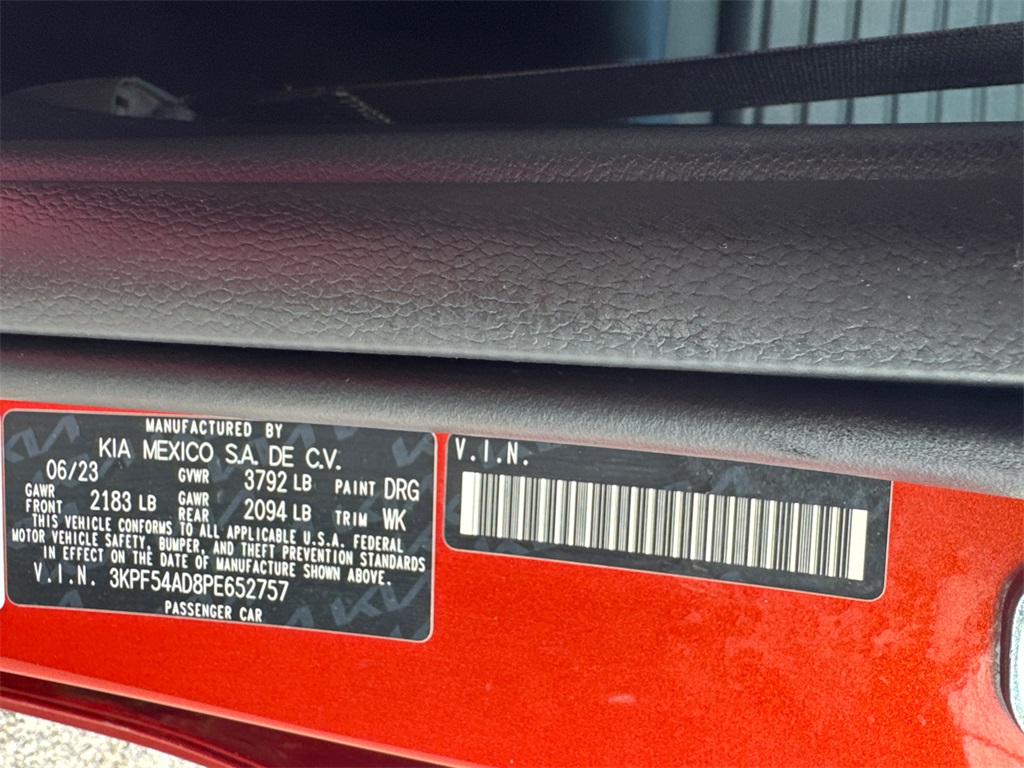 MANUFACTURED BY
KIA MEXICO S.A. DE C.V.
06/23 GVWR 3792 LB PAINT DRG
GAWR FRONT 2183 LB GAWR REAR 2094 LB TRIM WK
THIS VEHICLE CONFORMS TO ALL APPLICABLE U.S.A. FEDERAL
MOTOR VEHICLE SAFETY, BUMPER, AND THEFT PREVENTION STANDARDS
IN EFFECT ON THE DATE OF MANUFACTURE SHOWN ABOVE.
V.I.N. 3KPF54AD8PE652757
PASSENGER CAR
V.I.N.